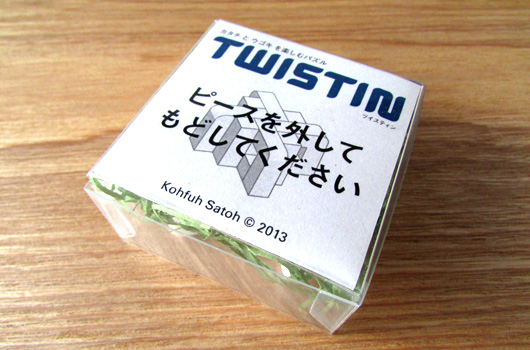 カタチ と ウゴキ を楽しむパズル
TWISTIN
ツイスティン
ピースを外して
もどしてください
Kohfuh Satoh © 2013